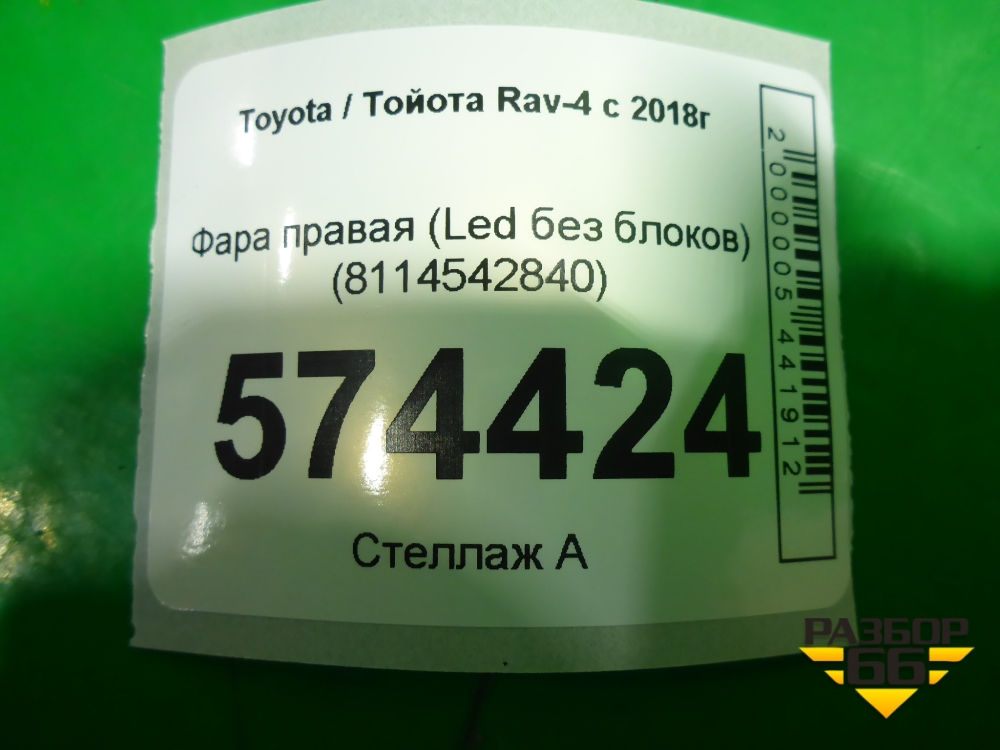 Toyota / Тойота Rav-4 с 2018г
Фара правая (Led без блоков)
(8114542840)
574424
Стеллаж А
2000005441912
РАЗБОР
66